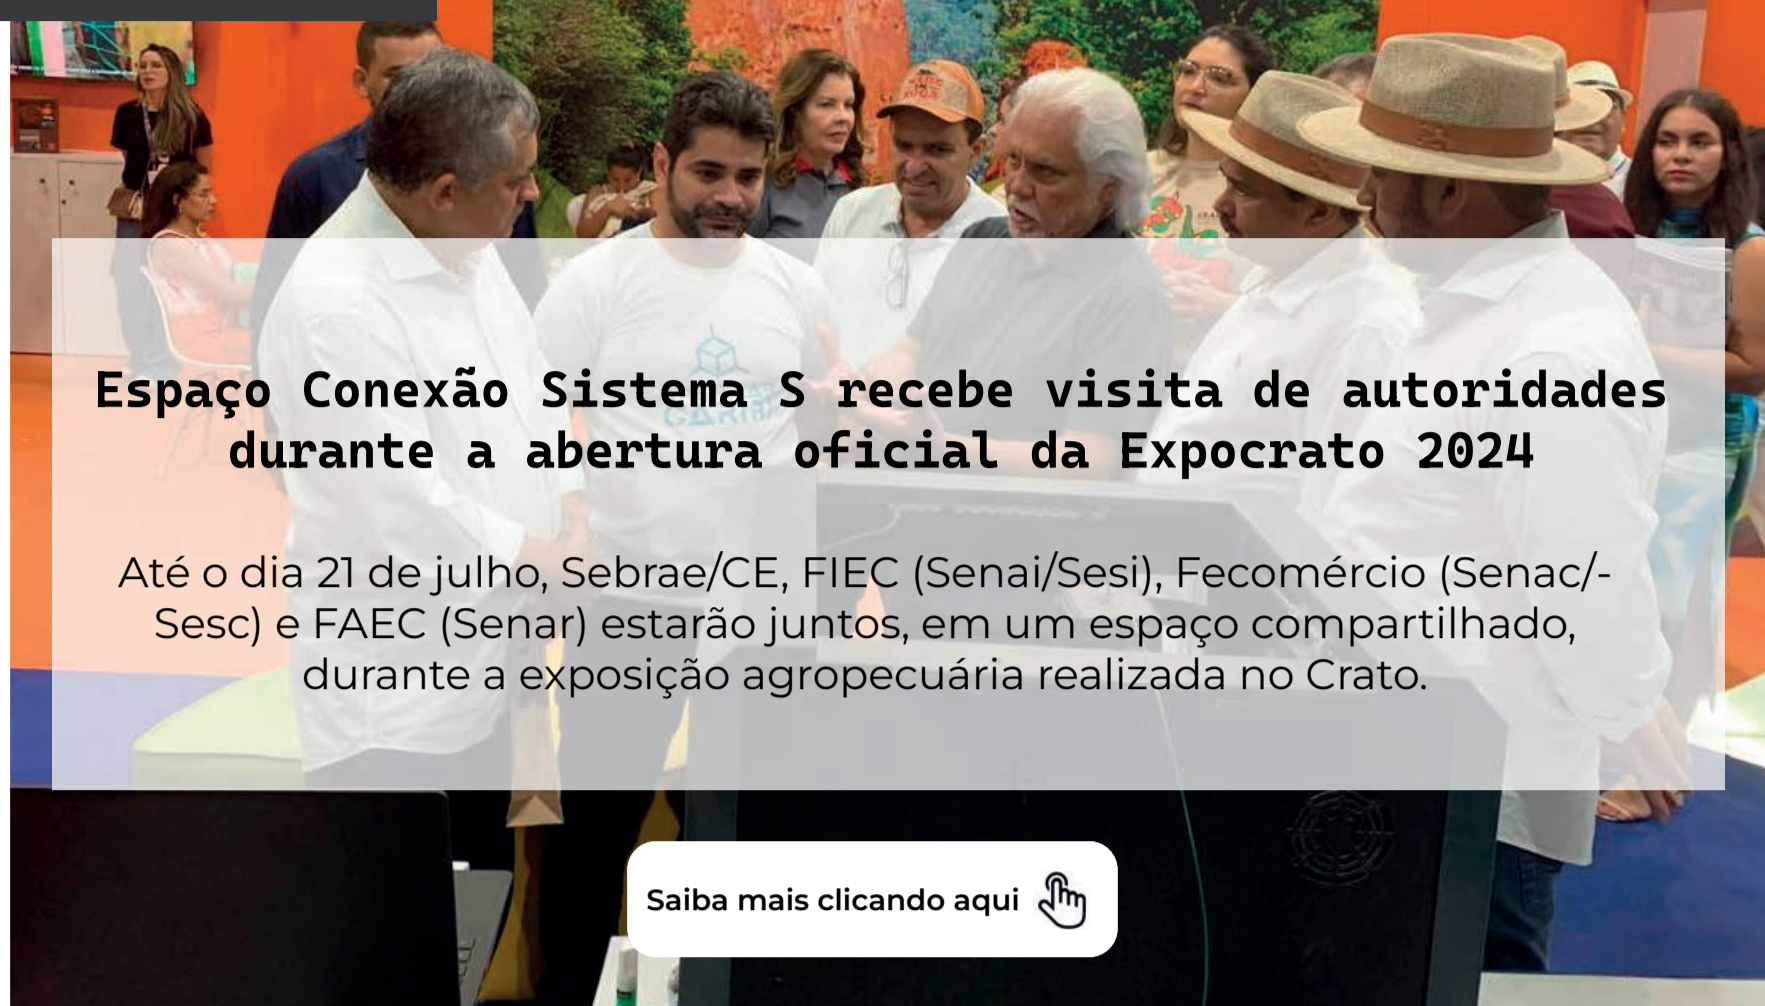 Espaço Conexão Sistema S recebe visita de autoridades
durante a abertura oficial da Expocrato 2024
Até o dia 21 de julho, Sebrae/CE, FIEC (Senai/Sesi), Fecomércio (Senac/-
Sesc) e FAEC (Senar) estarão juntos, em um espaço compartilhado,
durante a exposição agropecuária realizada no Crato.
Saiba mais clicando aqui